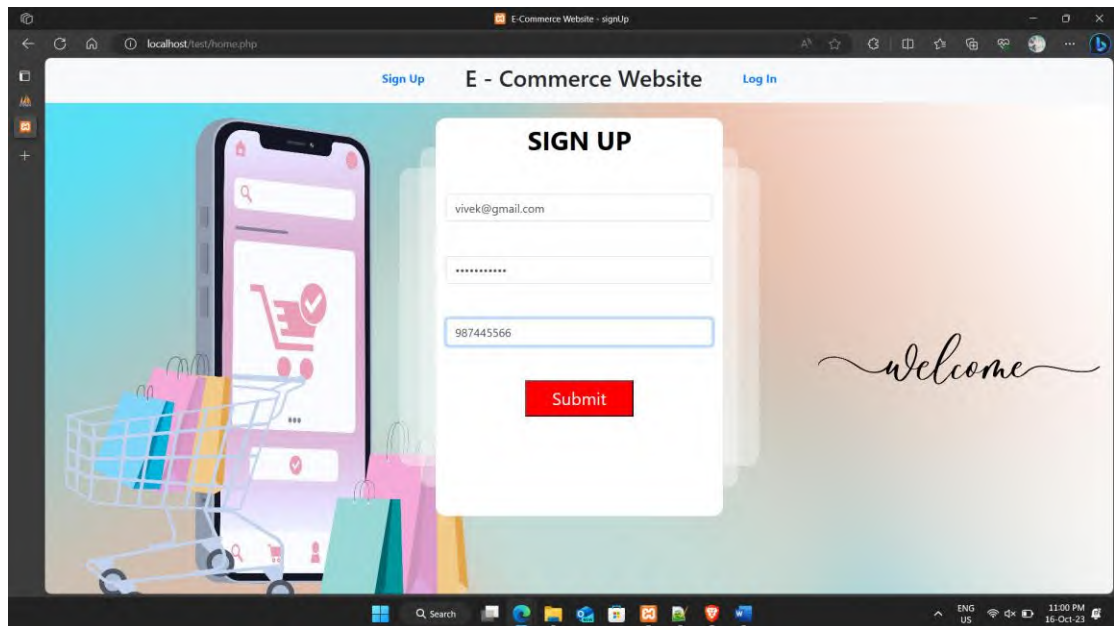 E-Commerce Website - signUp
localhost/test/home.php
Sign Up
E - Commerce Website
Log In
SIGN UP
vivek@gmail.com
•••••••••••
987445566
Submit
welcome
Search
ENG
US
11:00 PM
16-Oct-23